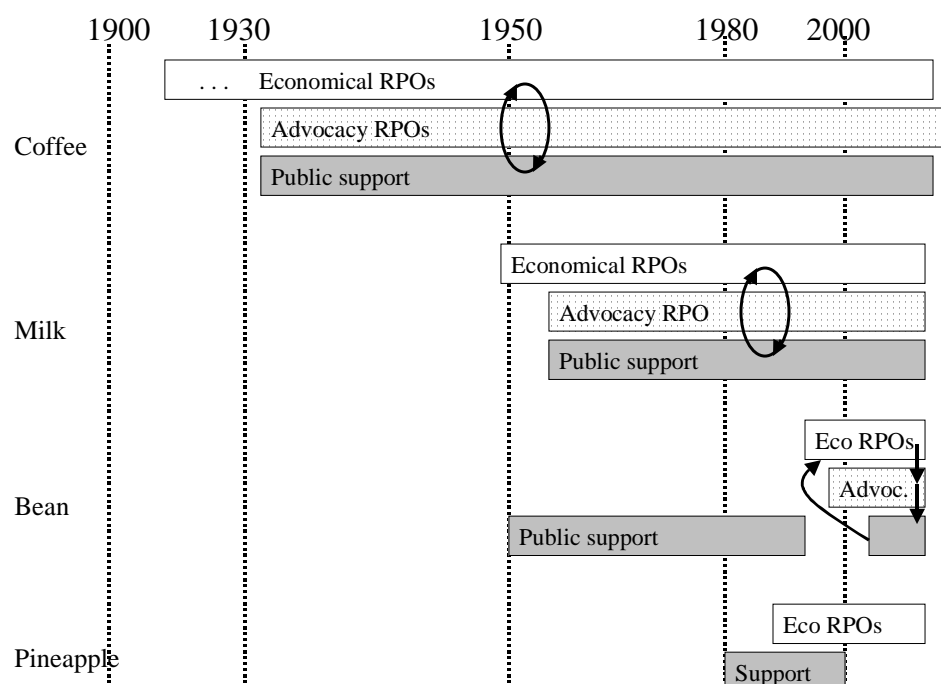 1900 1930 1950 1980 2000
. . . Economical RPOs
Advocacy RPOs
Coffee
Public support
Economical RPOs
Advocacy RPO
Milk
Public support
Eco RPOs
Advoc.
Bean
Public support
Eco RPOs
Pineapple
Support